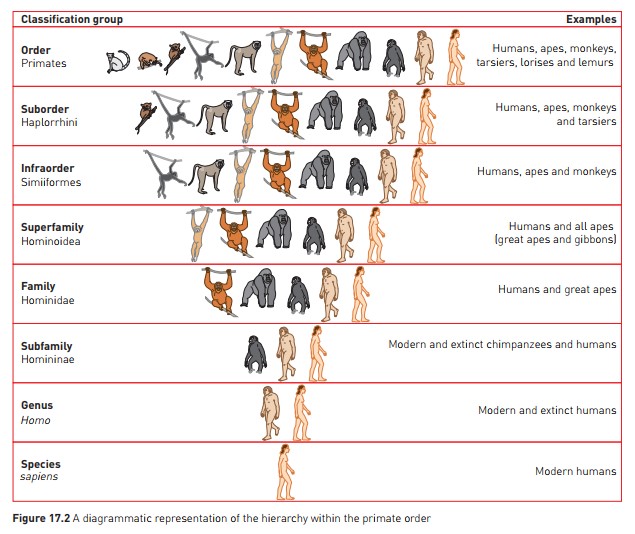 Classification group Examples
Order
Primates
Humans, apes, monkeys,
tarsiers, lorises and lemurs
Suborder
Haplorrhini
Humans, apes, monkeys
and tarsiers
Infraorder
Simiiformes
Humans, apes and monkeys
Superfamily
Hominoidea
Humans and all apes
(great apes and gibbons)
Family
Hominidae
Humans and great apes
Subfamily
Homininae
Modern and extinct chimpanzees and humans
Genus
Homo
Modern and extinct humans
Species
sapiens
Modern humans
Figure 17.2 A diagrammatic representation of the hierarchy within the primate order